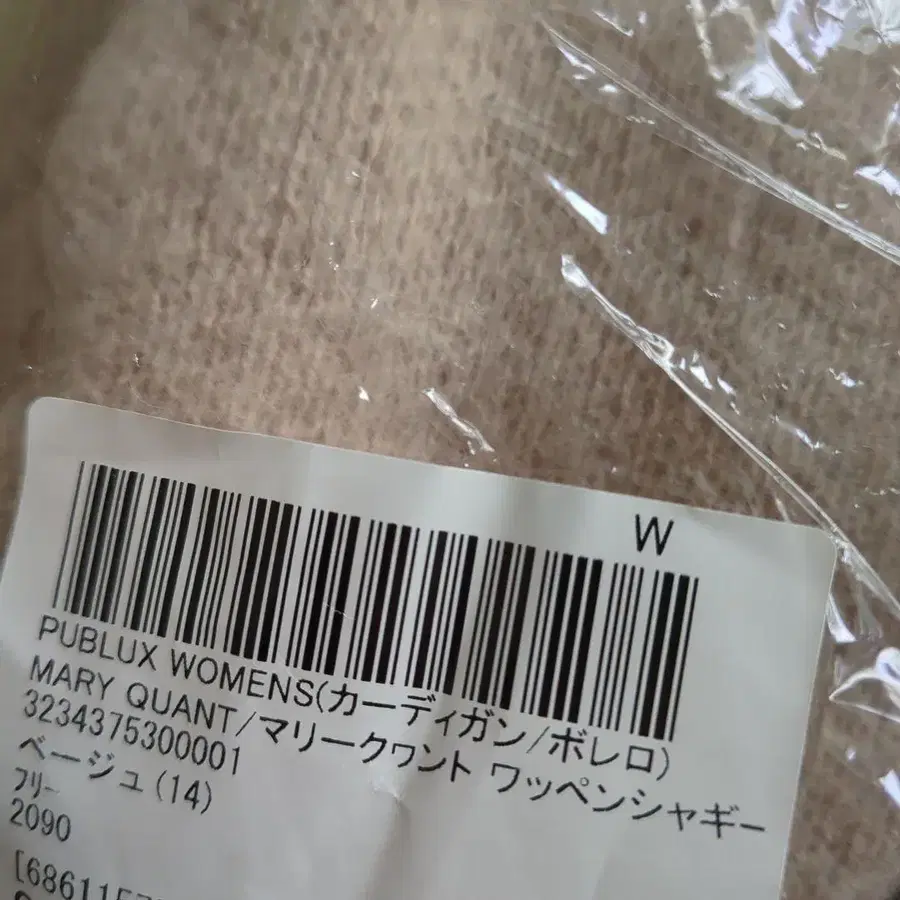 W
PUBLUX WOMENS(カーディガン/ボレロ)
MARY QUANT/マリークヮント ワッペンシャギー
3234375300001
ベージュ(14)
フリー
2090